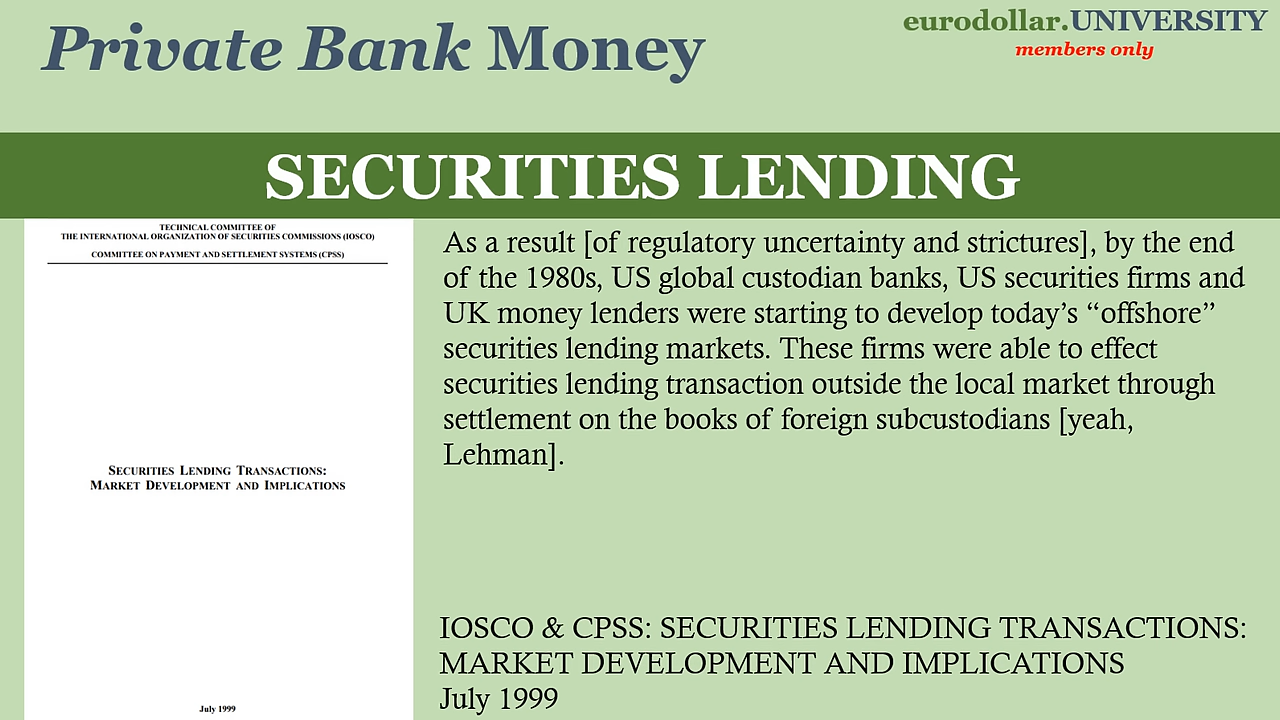 Private Bank Money
eurodollar.UNIVERSITY
members only
SECURITIES LENDING
TECHNICAL COMMITTEE OF
THE INTERNATIONAL ORGANIZATION OF SECURITIES COMMISSIONS (IOSCO)
COMMITTEE ON PAYMENT AND SETTLEMENT SYSTEMS (CPSS)
SECURITIES LENDING TRANSACTIONS:
MARKET DEVELOPMENT AND IMPLICATIONS
July 1999
As a result [of regulatory uncertainty and strictures], by the end
of the 1980s, US global custodian banks, US securities firms and
UK money lenders were starting to develop today’s “offshore”
securities lending markets. These firms were able to effect
securities lending transaction outside the local market through
settlement on the books of foreign subcustodians [yeah,
Lehman].
IOSCO & CPSS: SECURITIES LENDING TRANSACTIONS:
MARKET DEVELOPMENT AND IMPLICATIONS
July 1999